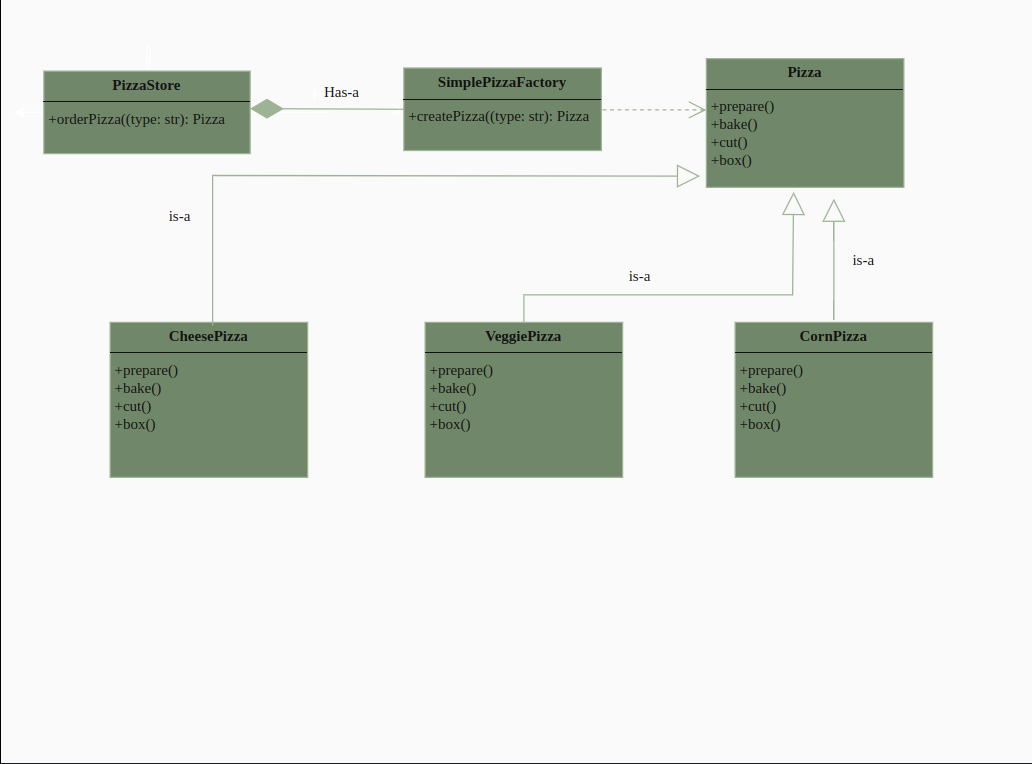 PizzaStore
+orderPizza((type: str): Pizza
Has-a
SimplePizzaFactory
+createPizza((type: str): Pizza
Pizza
+prepare()
+bake()
+cut()
+box()
is-a
is-a
is-a
CheesePizza
+prepare()
+bake()
+cut()
+box()
VeggiePizza
+prepare()
+bake()
+cut()
+box()
CornPizza
+prepare()
+bake()
+cut()
+box()